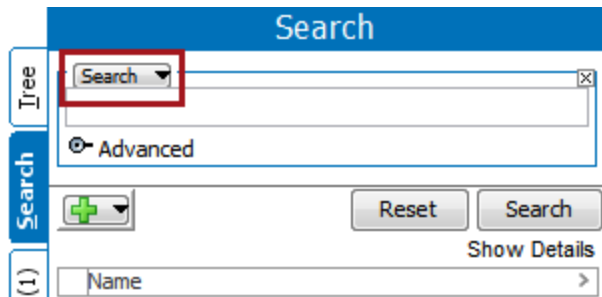 Search
Tree
Search
Search
Advanced
Reset
Search
Show Details
(1)
Name